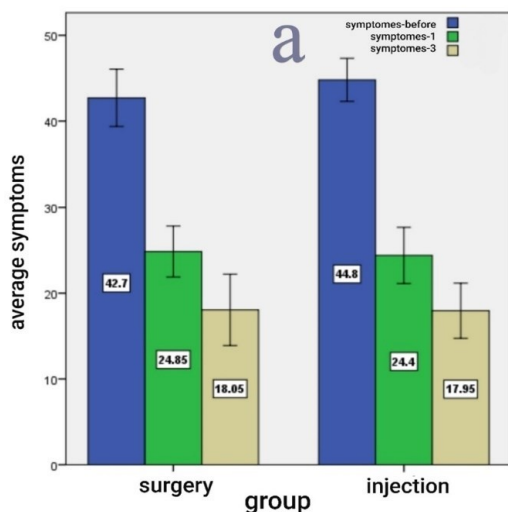 a
symptomes-before
symptomes-1
symptomes-3
average symptoms
50
40
30
20
10
0
42.7
24.85
18.05
44.8
24.4
17.95
surgery
injection
group